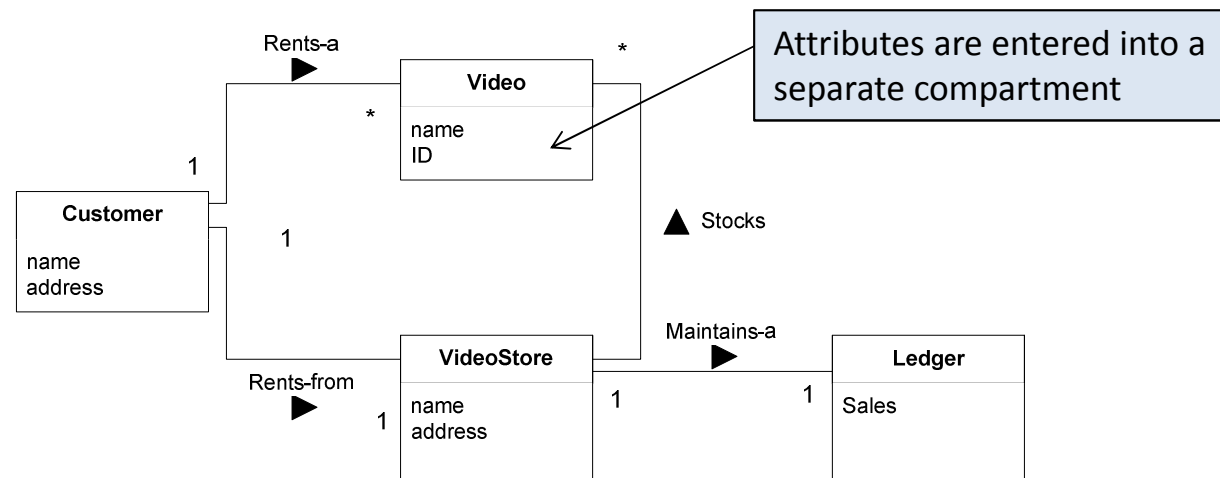 Rents-a
*
Attributes are entered into a
separate compartment
Video
*
name
ID
1
Customer
name
address
1
Stocks
Maintains-a
VideoStore
Ledger
Rents-from
1
name
address
1
1
Sales